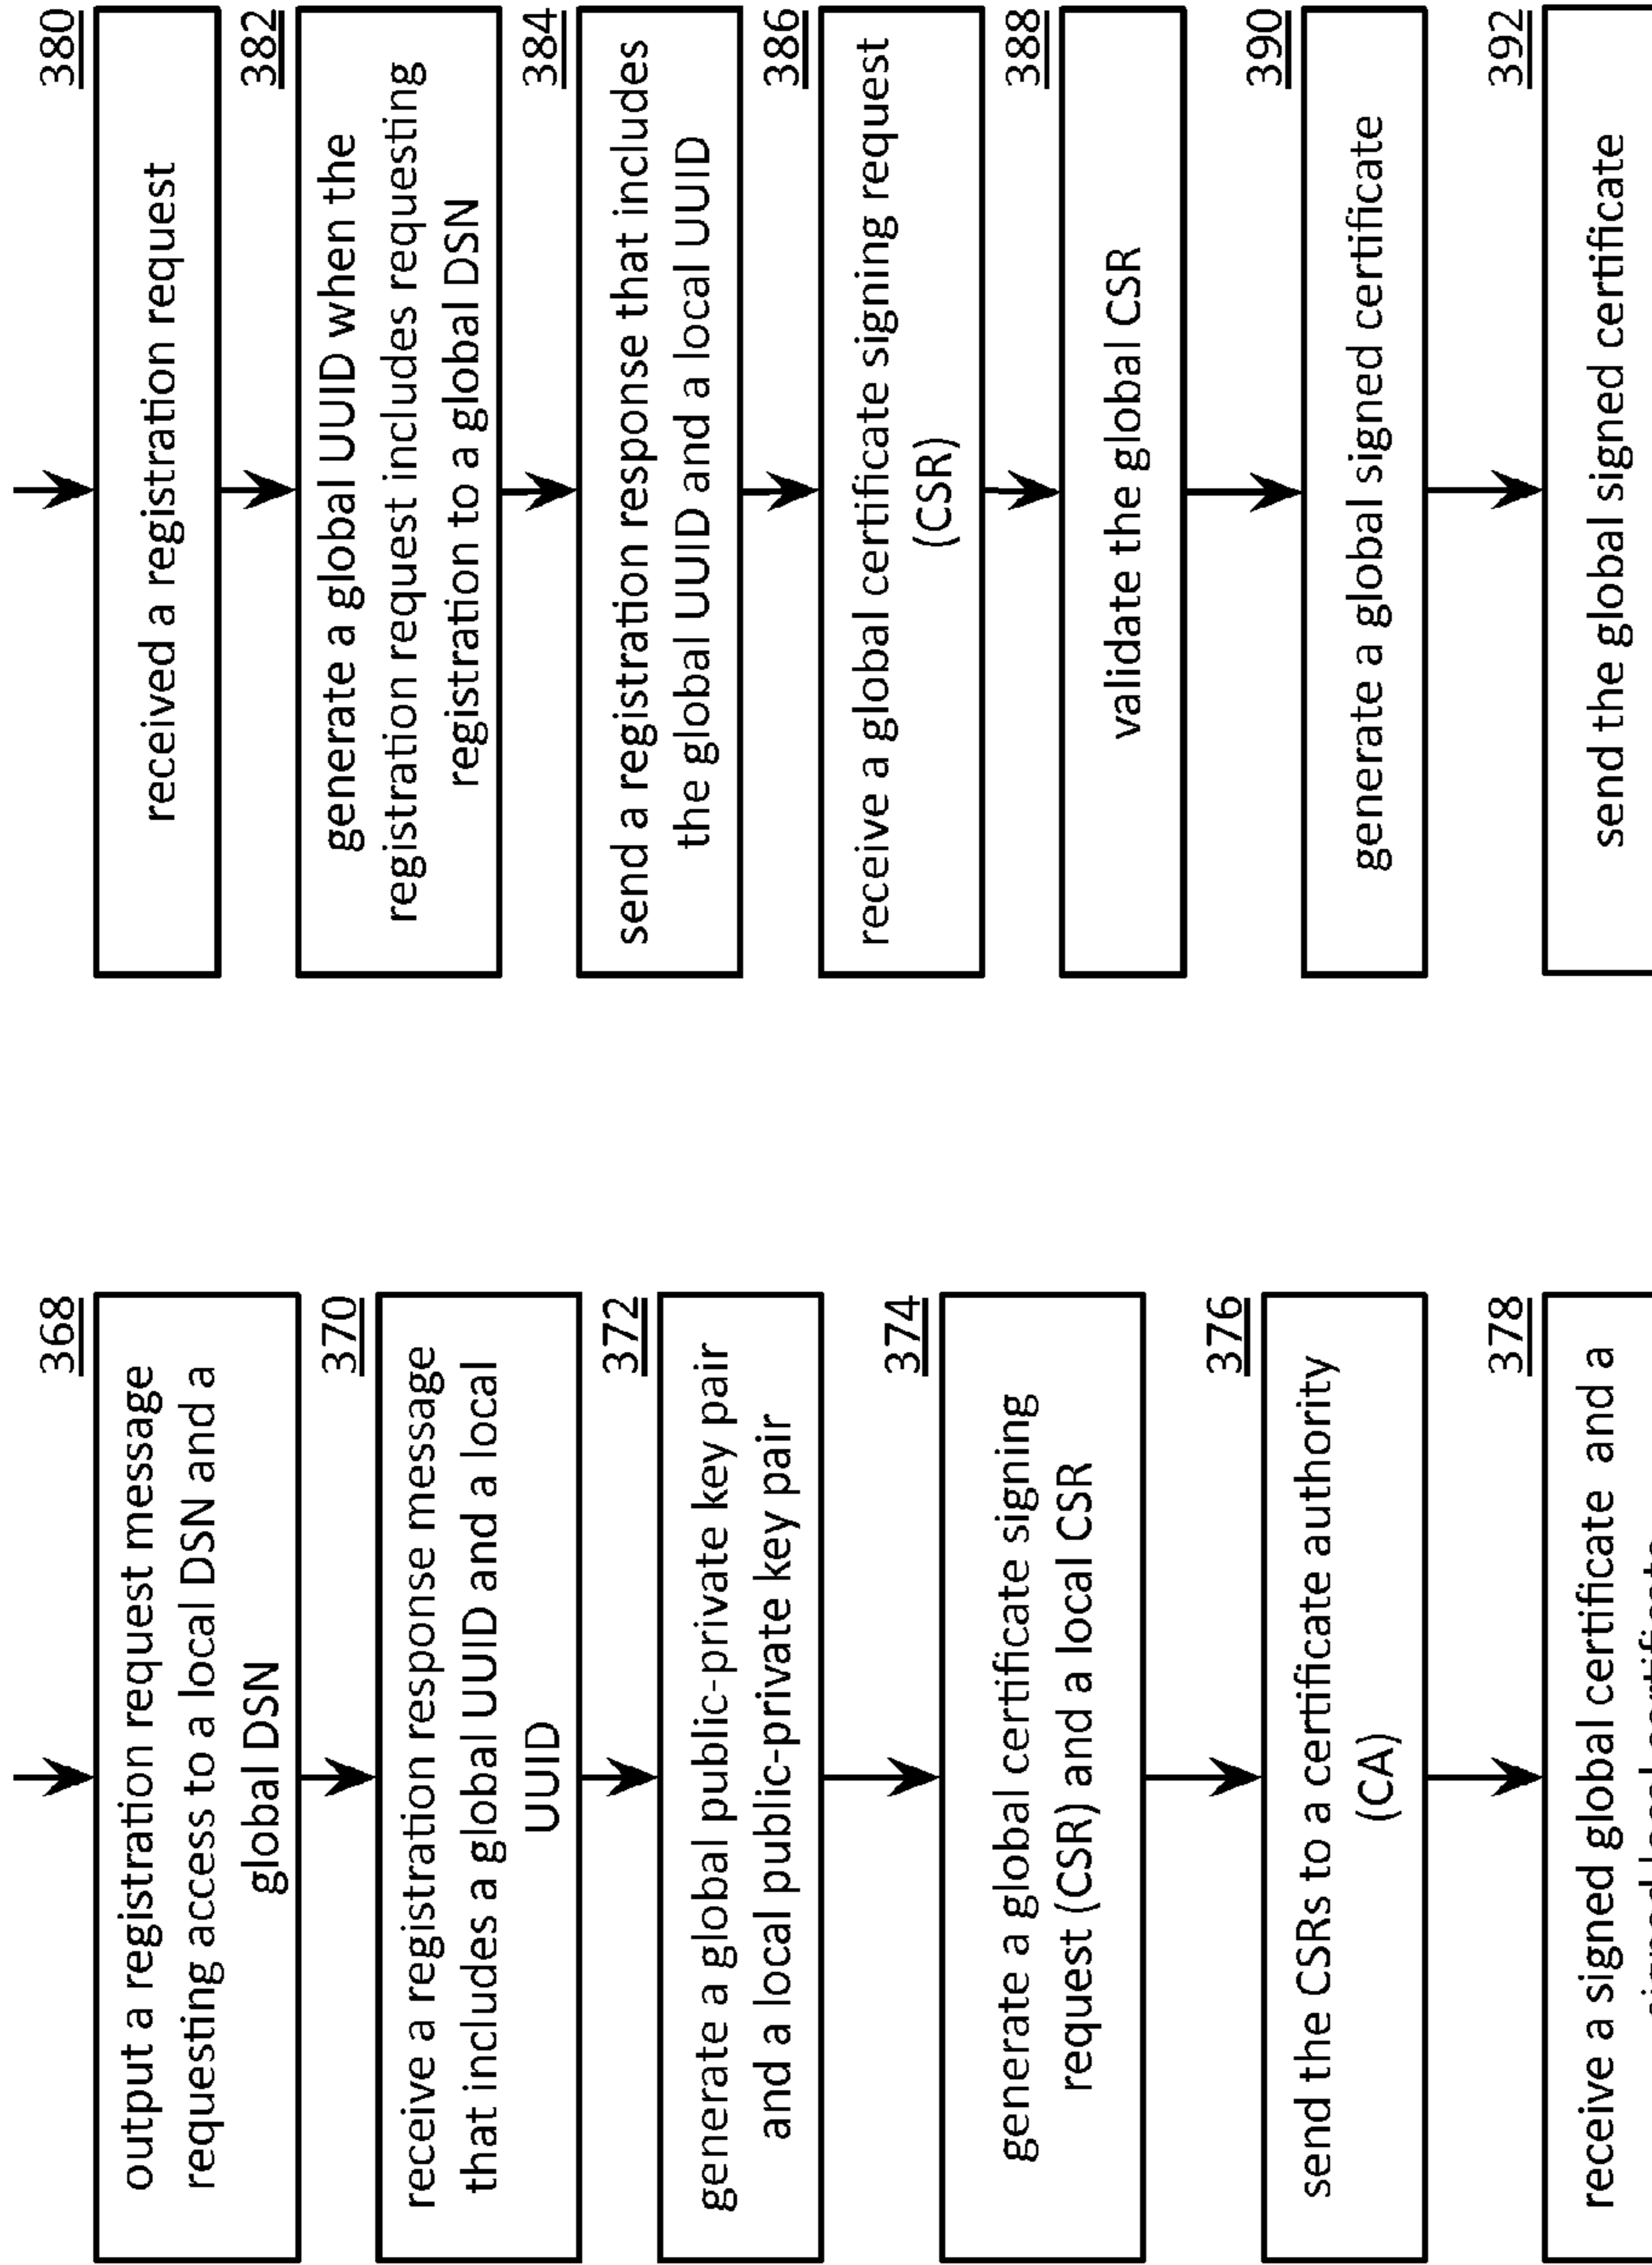 368
output a registration request message
requesting access to a local DSN and a
global DSN
370
receive a registration response message
that includes a global UUID and a local
UUID
372
generate a global public-private key pair
and a local public-private key pair
374
generate a global certificate signing
request (CSR) and a local CSR
376
send the CSRs to a certificate authority
(CA)
378
receive a signed global certificate and a
signed local certificate
380
received a registration request
382
generate a global UUID when the
registration request includes requesting
registration to a global DSN
384
send a registration response that includes
the global UUID and a local UUID
386
receive a global certificate signing request
(CSR)
388
validate the global CSR
390
generate a global signed certificate
392
send the global signed certificate